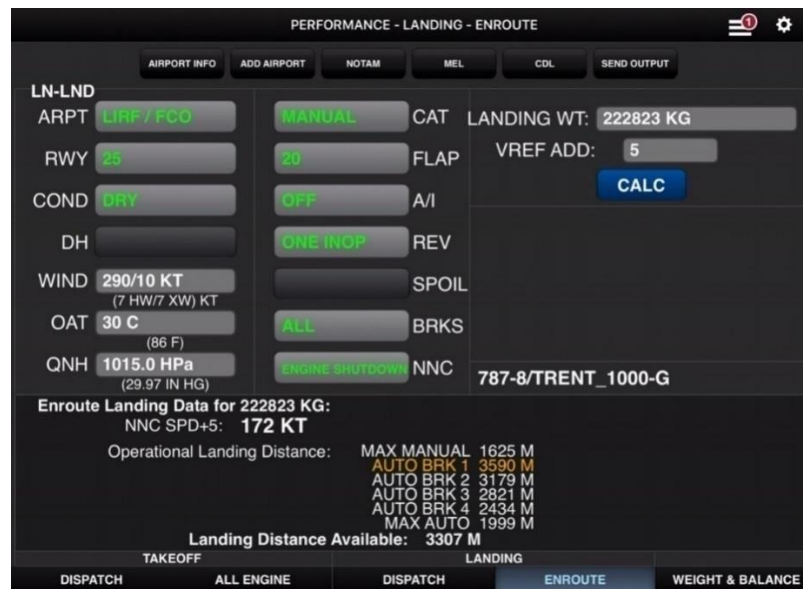 PERFORMANCE - LANDING - ENROUTE
1
AIRPORT INFO ADD AIRPORT NOTAM MEL CDL SEND OUTPUT
LN-LND
ARPT LIRF / FCO MANUAL CAT LANDING WT: 222823 KG
RWY 25 20 FLAP VREF ADD: 5
COND DRY OFF A/I CALC
DH ONE INOP REV
WIND 290/10 KT SPOIL
(7 HW/7 XW) KT
OAT 30 C ALL BRKS
(86 F)
QNH 1015.0 HPa ENGINE SHUTDOWN NNC 787-8/TRENT_1000-G
(29.97 IN HG)
Enroute Landing Data for 222823 KG:
NNC SPD+5: 172 KT
Operational Landing Distance: MAX MANUAL 1625 M
AUTO BRK 1 3590 M
AUTO BRK 2 3179 M
AUTO BRK 3 2821 M
AUTO BRK 4 2434 M
MAX AUTO 1999 M
Landing Distance Available: 3307 M
TAKEOFF LANDING
DISPATCH ALL ENGINE DISPATCH ENROUTE WEIGHT & BALANCE